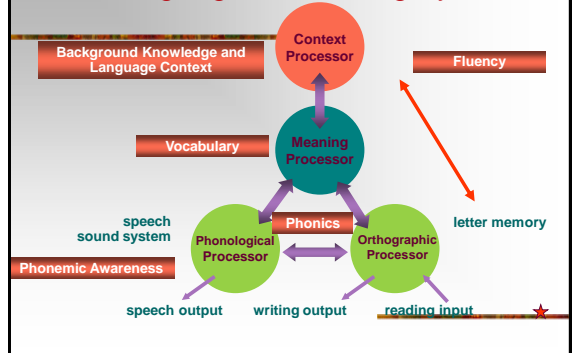 Context
Processor
Background Knowledge and
Language Context
Fluency
Vocabulary
Meaning
Processor
speech
sound system
Phonics
letter memory
Phonological
Processor
Orthographic
Processor
Phonemic Awareness
speech output
writing output
reading input